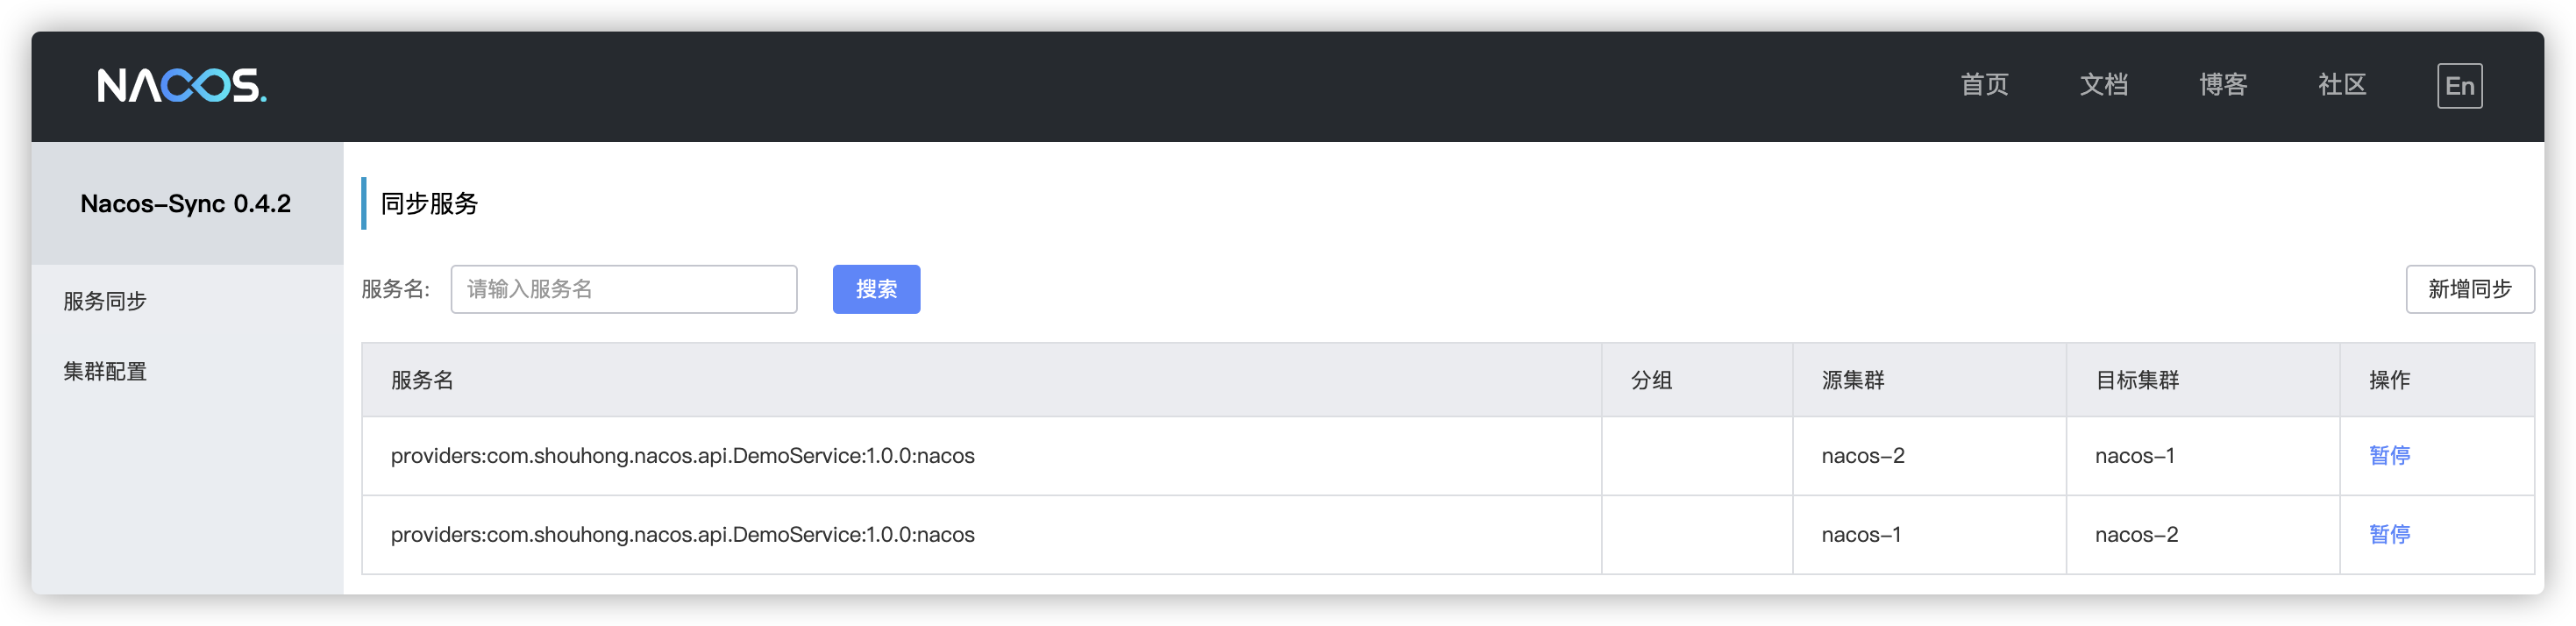 NACOS. 首页 文档 博客 社区 En
Nacos-Sync 0.4.2
服务同步
集群配置
同步服务
服务名: 请输入服务名 搜索 新增同步
服务名 分组 源集群 目标集群 操作
providers:com.shouhong.nacos.api.DemoService:1.0.0:nacos nacos-2 nacos-1 暂停
providers:com.shouhong.nacos.api.DemoService:1.0.0:nacos nacos-1 nacos-2 暂停